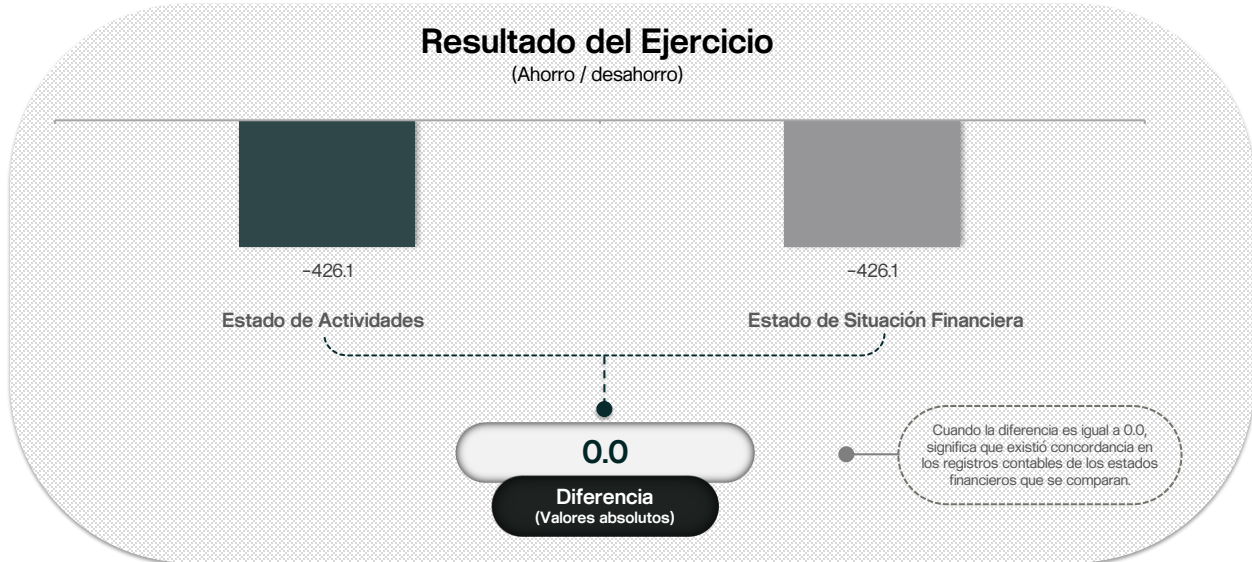 Resultado del Ejercicio
(Ahorro / desahorro)
-426.1
-426.1
Estado de Actividades
Estado de Situación Financiera
0.0
Diferencia
(Valores absolutos)
Cuando la diferencia es igual a 0.0,
significa que existió concordancia en
los registros contables de los estados
financieros que se comparan.